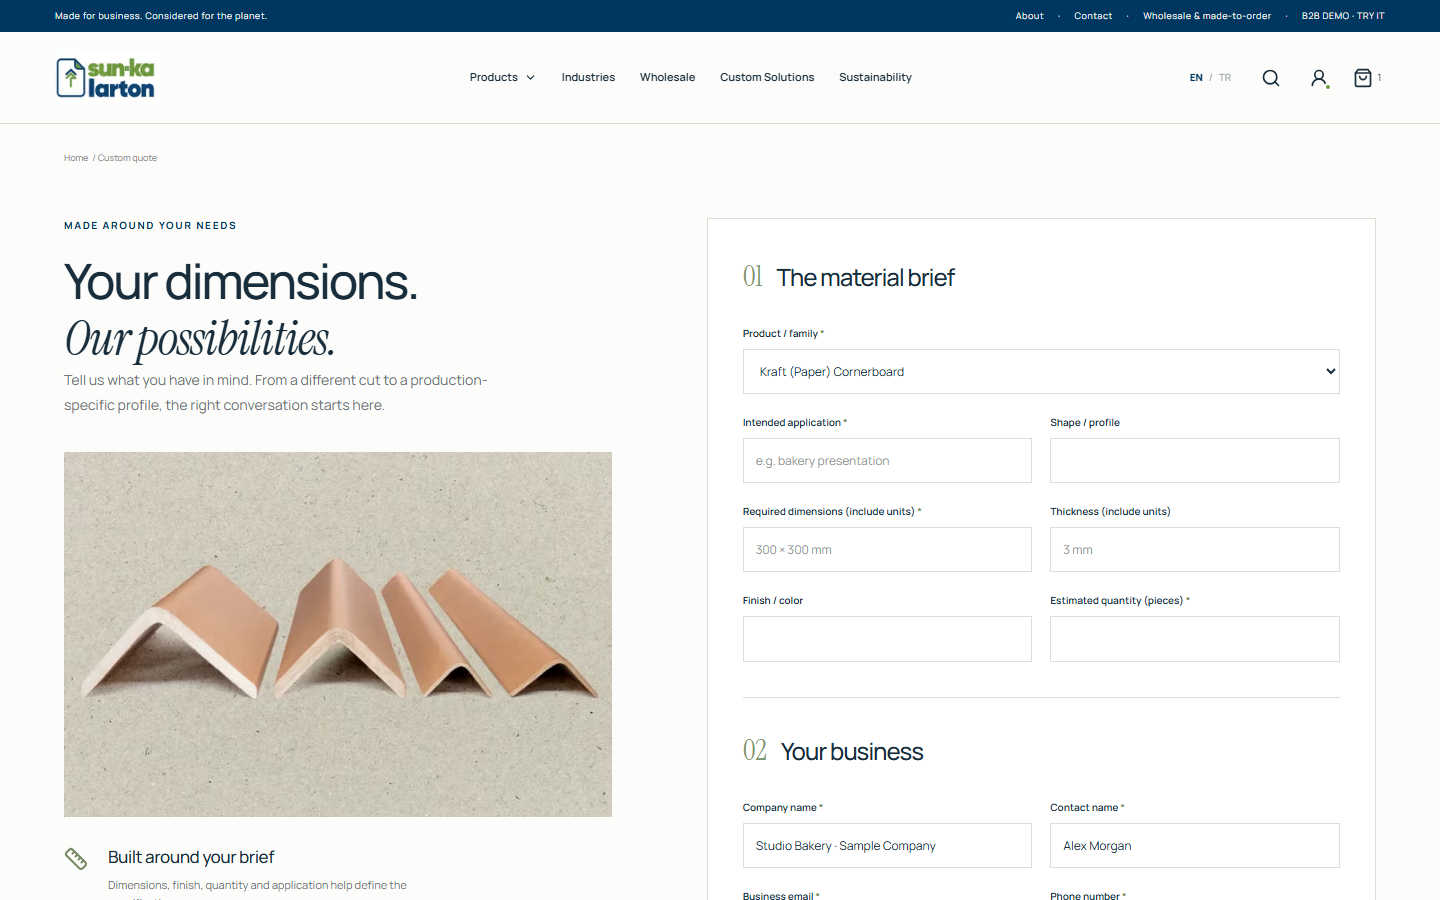 Made for business. Considered for the planet.
About · Contact · Wholesale & made-to-order · B2B DEMO · TRY IT
sun·ka
larton
Products Industries Wholesale Custom Solutions Sustainability
EN / TR
1
Home / Custom quote
MADE AROUND YOUR NEEDS
Your dimensions.
Our possibilities.
Tell us what you have in mind. From a different cut to a production-
specific profile, the right conversation starts here.
Built around your brief
Dimensions, finish, quantity and application help define the
01 The material brief
Product / family *
Kraft (Paper) Cornerboard
Intended application * Shape / profile
e.g. bakery presentation
Required dimensions (include units) * Thickness (include units)
300 × 300 mm 3 mm
Finish / color Estimated quantity (pieces) *
02 Your business
Company name * Contact name *
Studio Bakery · Sample Company Alex Morgan
Business email * Phone number *